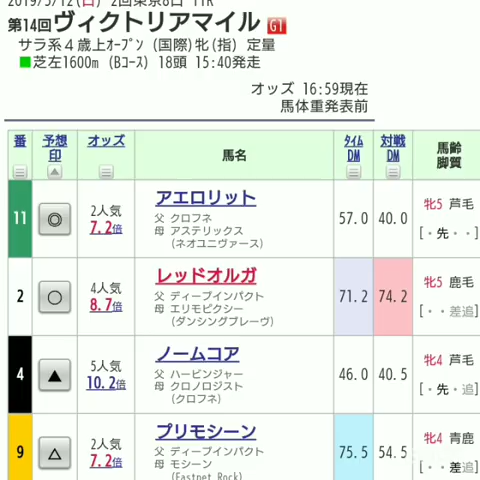 2019/5/12(日) 2回東京8日 11R
第14回ヴィクトリアマイル G1
サラ系4歳上オープン (国際)牝(指) 定量
■芝左1600m (Bコース) 18頭 15:40発走
オッズ 16:59現在
馬体重発表前
番 予想印 オッズ 馬名 タイムDM 対戦DM 馬齢脚質
11 ◎ 2人気 7.2倍 アエロリット 57.0 40.0 牝5 芦毛
父 クロフネ
母 アステリックス
(ネオユニヴァース)
[・先・・]
2 ○ 4人気 8.7倍 レッドオルガ 71.2 74.2 牝5 鹿毛
父 ディープインパクト
母 エリモピクシー
(ダンシングブレーヴ)
[・・差追]
4 ▲ 5人気 10.2倍 ノームコア 46.0 40.5 牝4 芦毛
父 ハービンジャー
母 クロノロジスト
(クロフネ)
[・先・追]
9 △ 2人気 7.2倍 プリモシーン 75.5 54.5 牝4 青鹿
父 ディープインパクト
母 モシーン
(Fastnet Rock)
[・・差追]